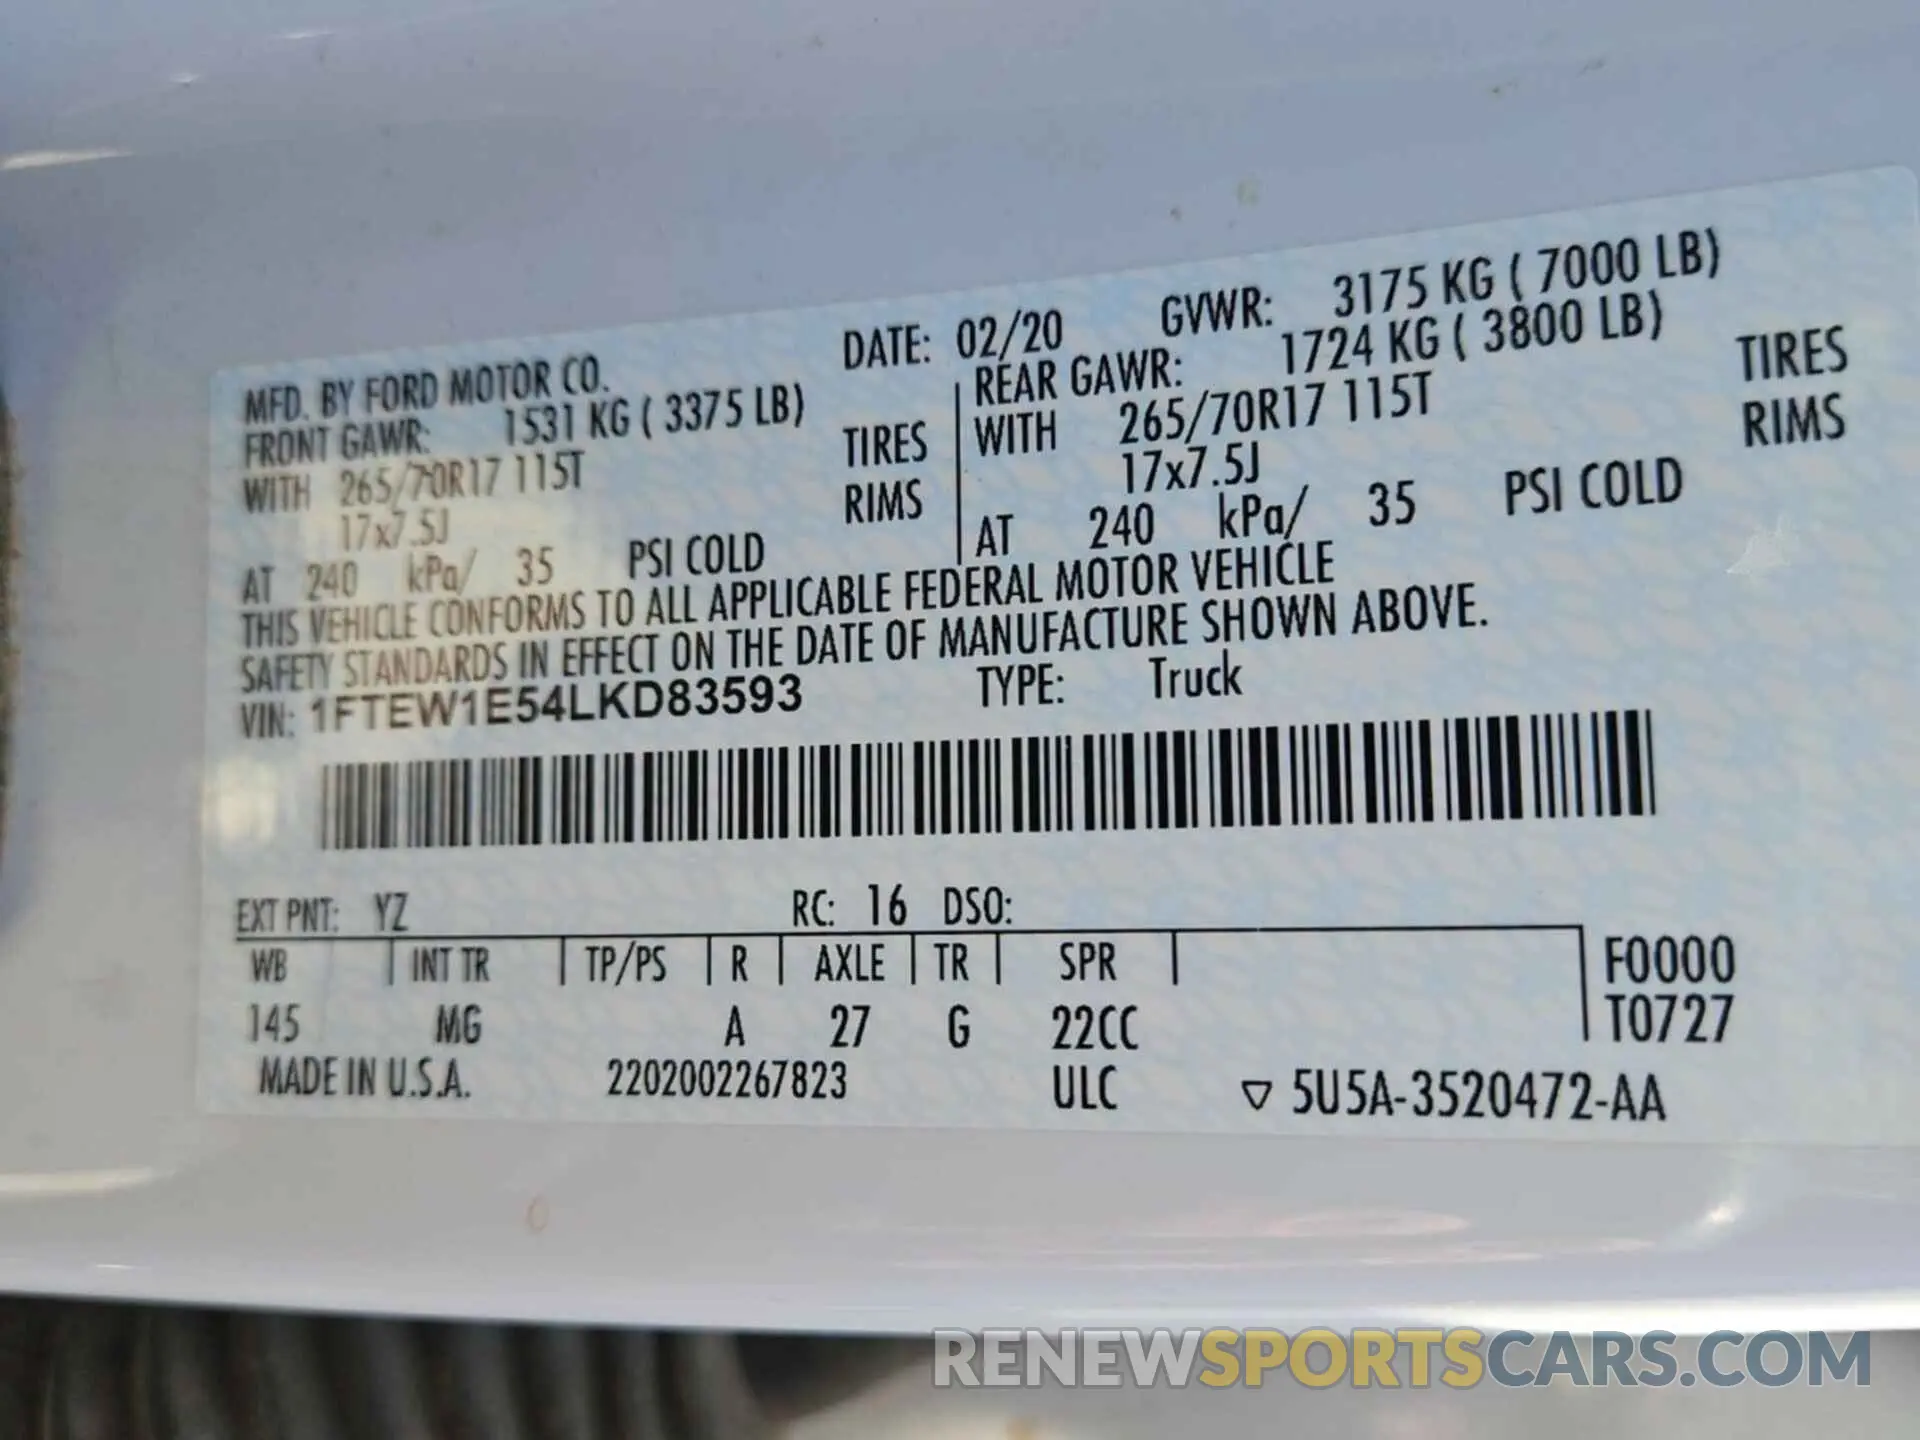 MFD. BY FORD MOTOR CO. DATE: 02/20 GVWR: 3175 KG ( 7000 LB)
FRONT GAWR: 1531 KG ( 3375 LB) REAR GAWR: 1724 KG ( 3800 LB)
WITH 265/70R17 115T TIRES WITH 265/70R17 115T TIRES
17x7.5J RIMS 17x7.5J RIMS
AT 240 kPa/ 35 PSI COLD AT 240 kPa/ 35 PSI COLD
THIS VEHICLE CONFORMS TO ALL APPLICABLE FEDERAL MOTOR VEHICLE
SAFETY STANDARDS IN EFFECT ON THE DATE OF MANUFACTURE SHOWN ABOVE.
VIN: 1FTEW1E54LKD83593 TYPE: Truck
EXT PNT: YZ RC: 16 DSO:
WB INT TR TP/PS R AXLE TR SPR F0000
145 MG A 27 G 22CC T0727
MADE IN U.S.A. 2202002267823 ULC ▽ 5U5A-3520472-AA
RENEWSPORTSCARS.COM